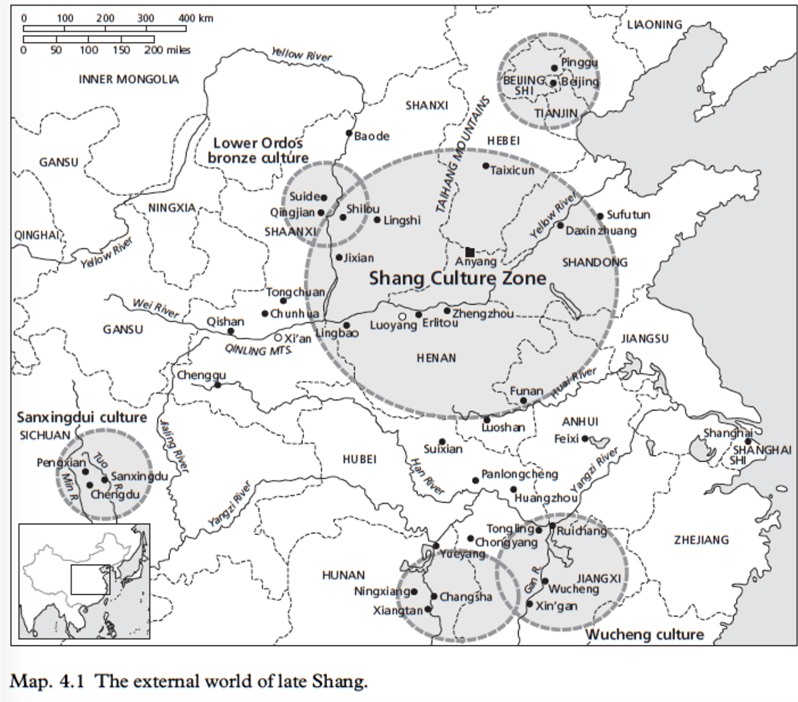 0 100 200 300 400 km
0 50 100 150 200 miles
LIAONING
Yellow River
INNER MONGOLIA
Pinggu
BEIJING
SHI
Beijing
TIANJIN
SHANXI
TAIHANG MOUNTAINS
HEBEI
Baode
Lower Ordos
bronze culture
GANSU
Taixicun
NINGXIA
Suide
Qingjian
Shilou
Lingshi
SHAANXI
Yellow River
Sufutun
Daxinzhuang
QINGHAI
Yellow River
Jixian
Anyang
SHANDONG
Shang Culture Zone
Tongchuan
Wei River
Chunhua
Luoyang
Erlitou
Zhengzhou
GANSU
Qishan
Xi'an
Lingbao
QINLING MTS.
JIANGSU
HENAN
Chenggu
Funan
Huai River
Sanxingdui culture
SICHUAN
Luoshan
ANHUI
Feixi
Jialing River
Suixian
Shanghai
SHANGHAI
SHI
HUBEI
Han River
Yangzi River
Pengxian
Tuo
R.
Sanxingdu
Min R.
Chengdu
Panlongcheng
Huangzhou
Yangzi River
Tongling
Ruichang
Chongyang
ZHEJIANG
Yueyang
HUNAN
Ningxiang
Changsha
Xiangtan
Gan R.
JIANGXI
Wucheng
Xin'gan
Wucheng culture
Map. 4.1 The external world of late Shang.